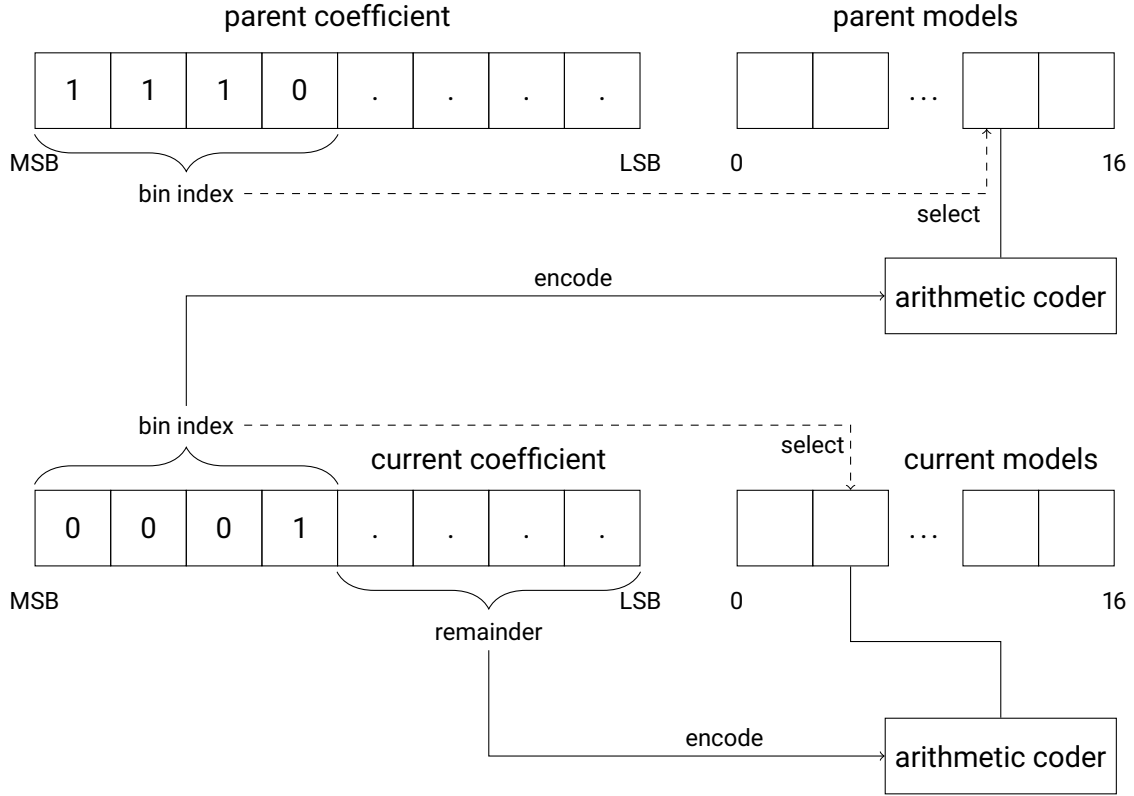 parent coefficient parent models
1 1 1 0 . . . . ...
MSB LSB 0 16
bin index
select
encode
arithmetic coder
bin index
select
current coefficient current models
0 0 0 1 . . . . ...
MSB LSB 0 16
remainder
encode
arithmetic coder